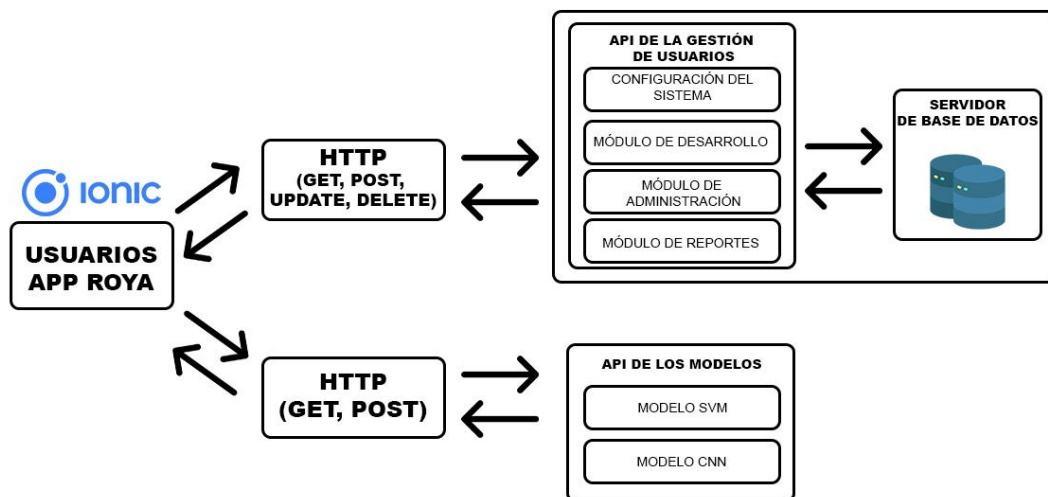 IONIC
USUARIOS
APP ROYA
HTTP
(GET, POST,
UPDATE, DELETE)
API DE LA GESTIÓN
DE USUARIOS
CONFIGURACIÓN DEL
SISTEMA
MÓDULO DE DESARROLLO
MÓDULO DE
ADMINISTRACIÓN
MÓDULO DE REPORTES
SERVIDOR
DE BASE DE DATOS
HTTP
(GET, POST)
API DE LOS MODELOS
MODELO SVM
MODELO CNN